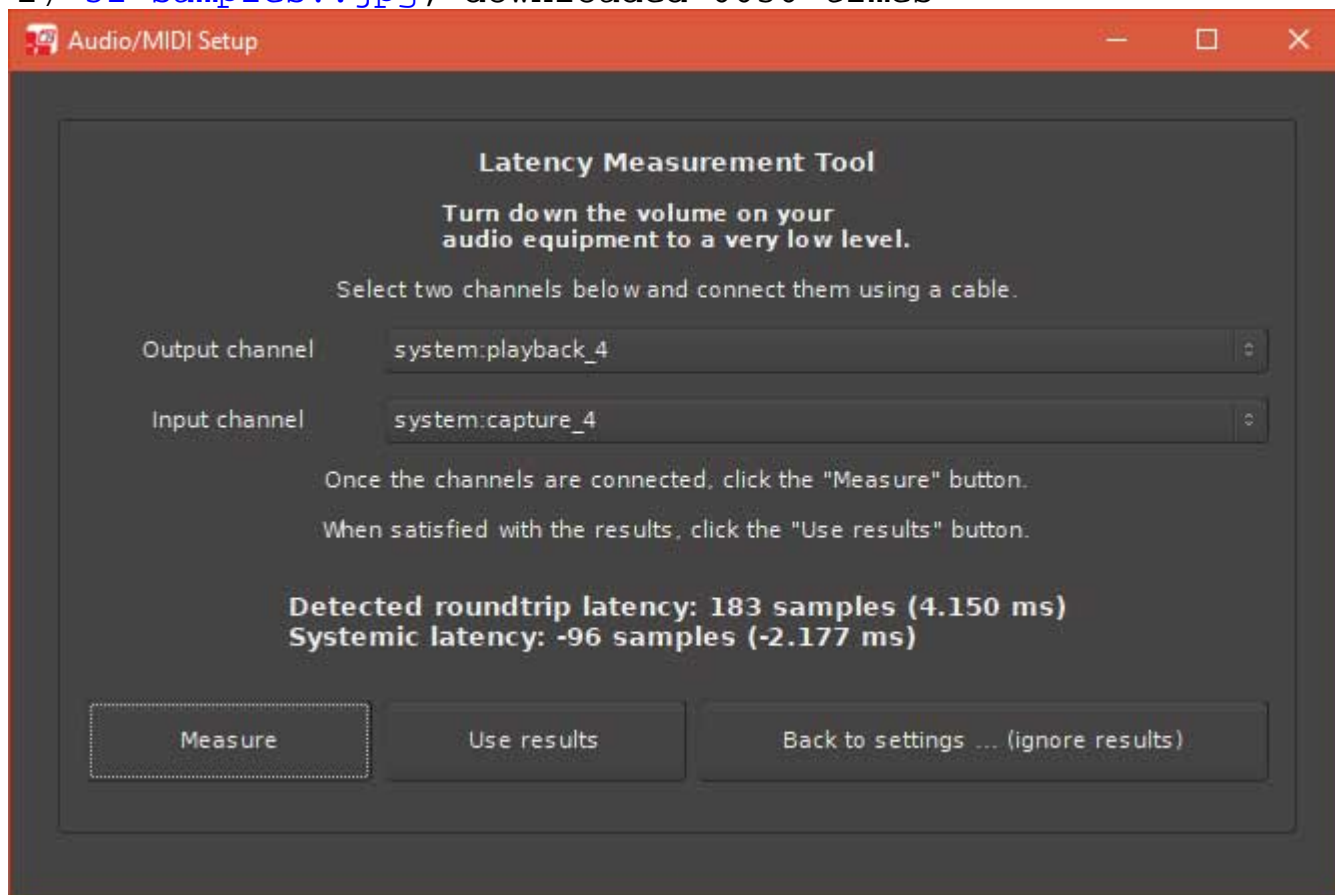 Audio/MIDI Setup
Latency Measurement Tool
Turn down the volume on your
audio equipment to a very low level.
Select two channels below and connect them using a cable.
Output channel system:playback_4
Input channel system:capture_4
Once the channels are connected, click the "Measure" button.
When satisfied with the results, click the "Use results" button.
Detected roundtrip latency: 183 samples (4.150 ms)
Systemic latency: -96 samples (-2.177 ms)
Measure Use results Back to settings ... (ignore results)